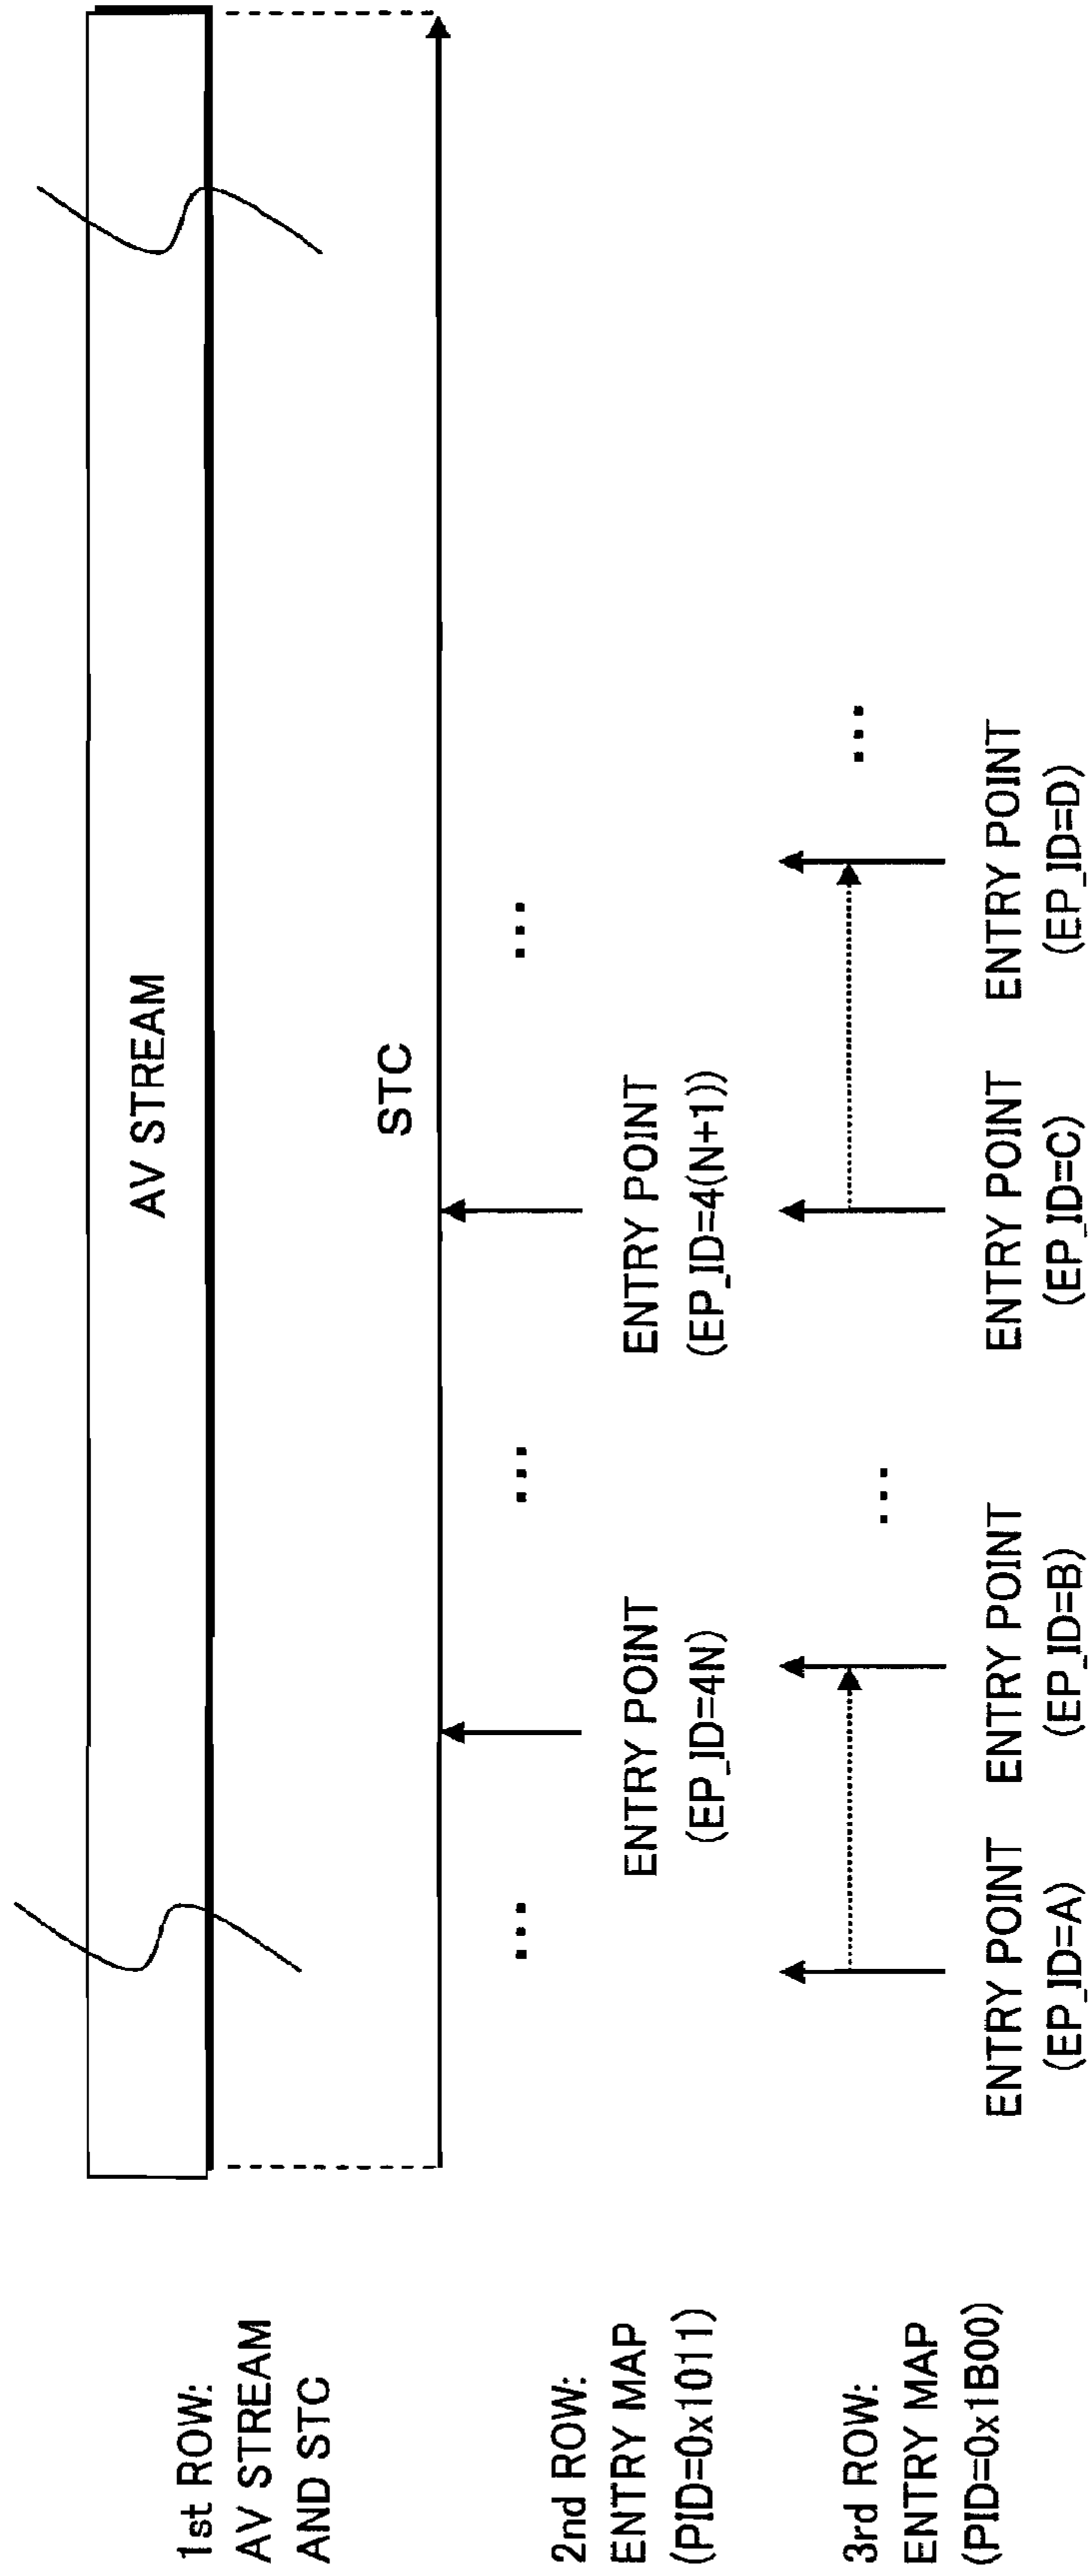 1st ROW:
AV STREAM
AND STC
AV STREAM
STC
2nd ROW:
ENTRY MAP
(PID=0x1011)
...
ENTRY POINT
(EP_ID=4N)
...
ENTRY POINT
(EP_ID=4(N+1))
...
3rd ROW:
ENTRY MAP
(PID=0x1B00)
ENTRY POINT
(EP_ID=A)
ENTRY POINT
(EP_ID=B)
...
ENTRY POINT
(EP_ID=C)
ENTRY POINT
(EP_ID=D)
...